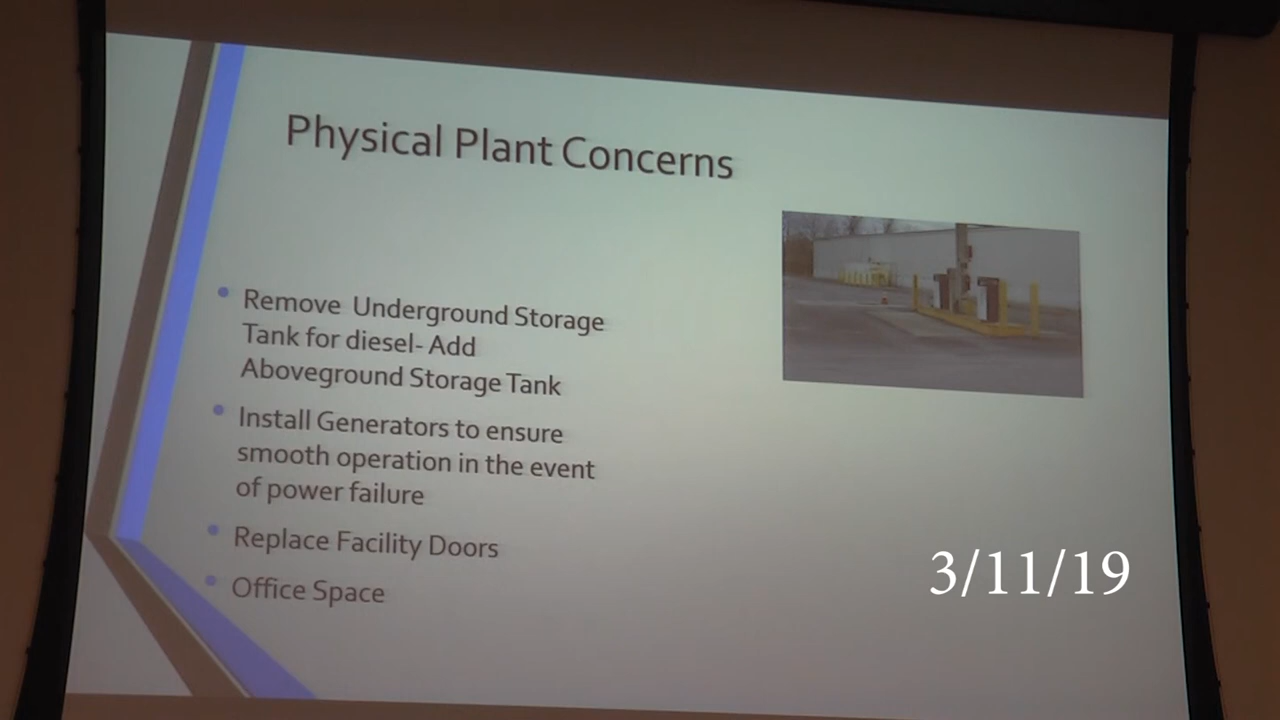 Physical Plant Concerns
Remove Underground Storage
Tank for diesel- Add
Aboveground Storage Tank
Install Generators to ensure
smooth operation in the event
of power failure
Replace Facility Doors
Office Space
3/11/19